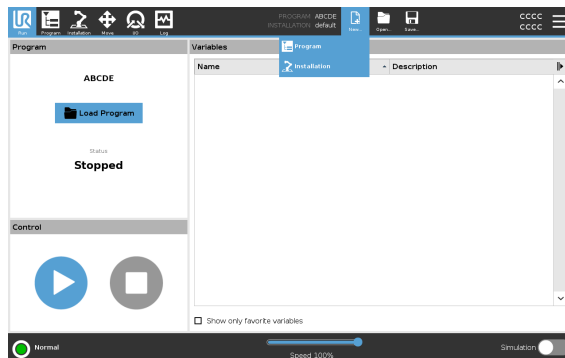 UR
Run
Program
Installation
Move
I/O
Log
PROGRAM ABCDE
INSTALLATION default
New...
Open...
Save...
CCCC
CCCC
Program
Installation
Program
Variables
ABCDE
Load Program
Status
Stopped
Name
Description
Control
Show only favorite variables
Normal
Speed 100%
Simulation